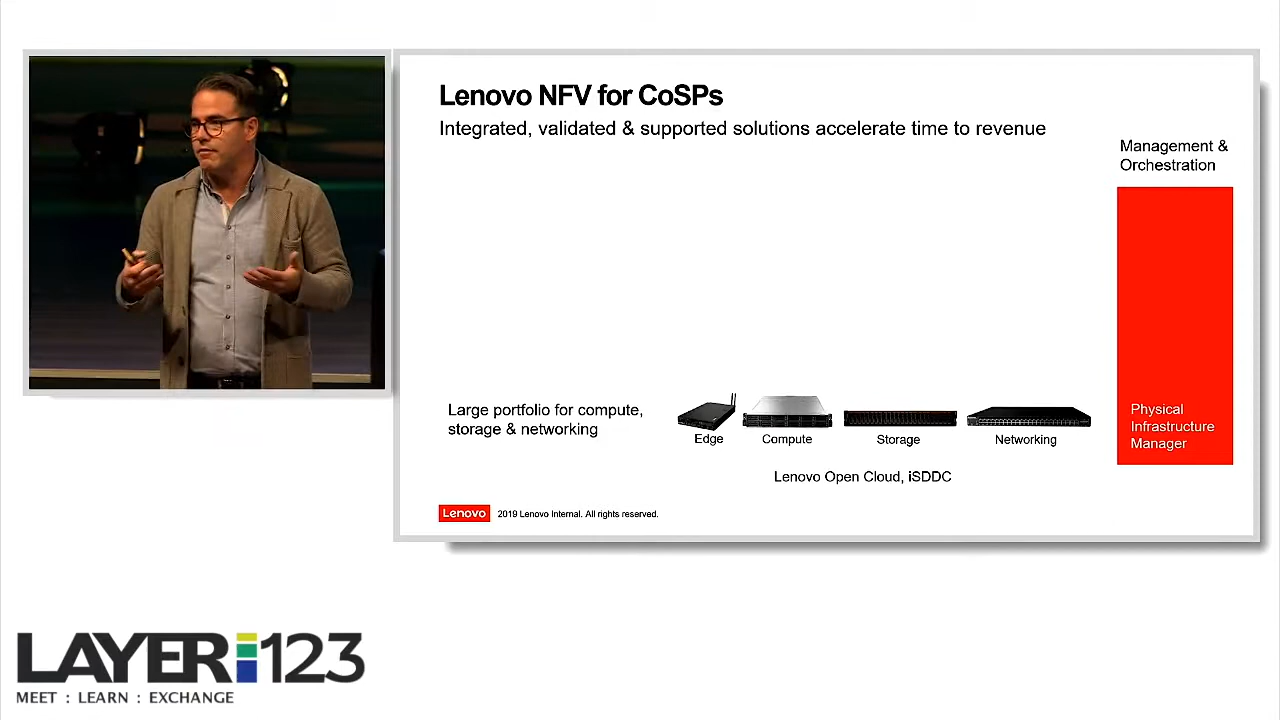 Lenovo NFV for CoSPs
Integrated, validated & supported solutions accelerate time to revenue
Management &
Orchestration
Large portfolio for compute,
storage & networking
Edge
Compute
Storage
Networking
Physical
Infrastructure
Manager
Lenovo Open Cloud, iSDDC
Lenovo
2019 Lenovo Internal. All rights reserved.
LAYER123
MEET : LEARN : EXCHANGE